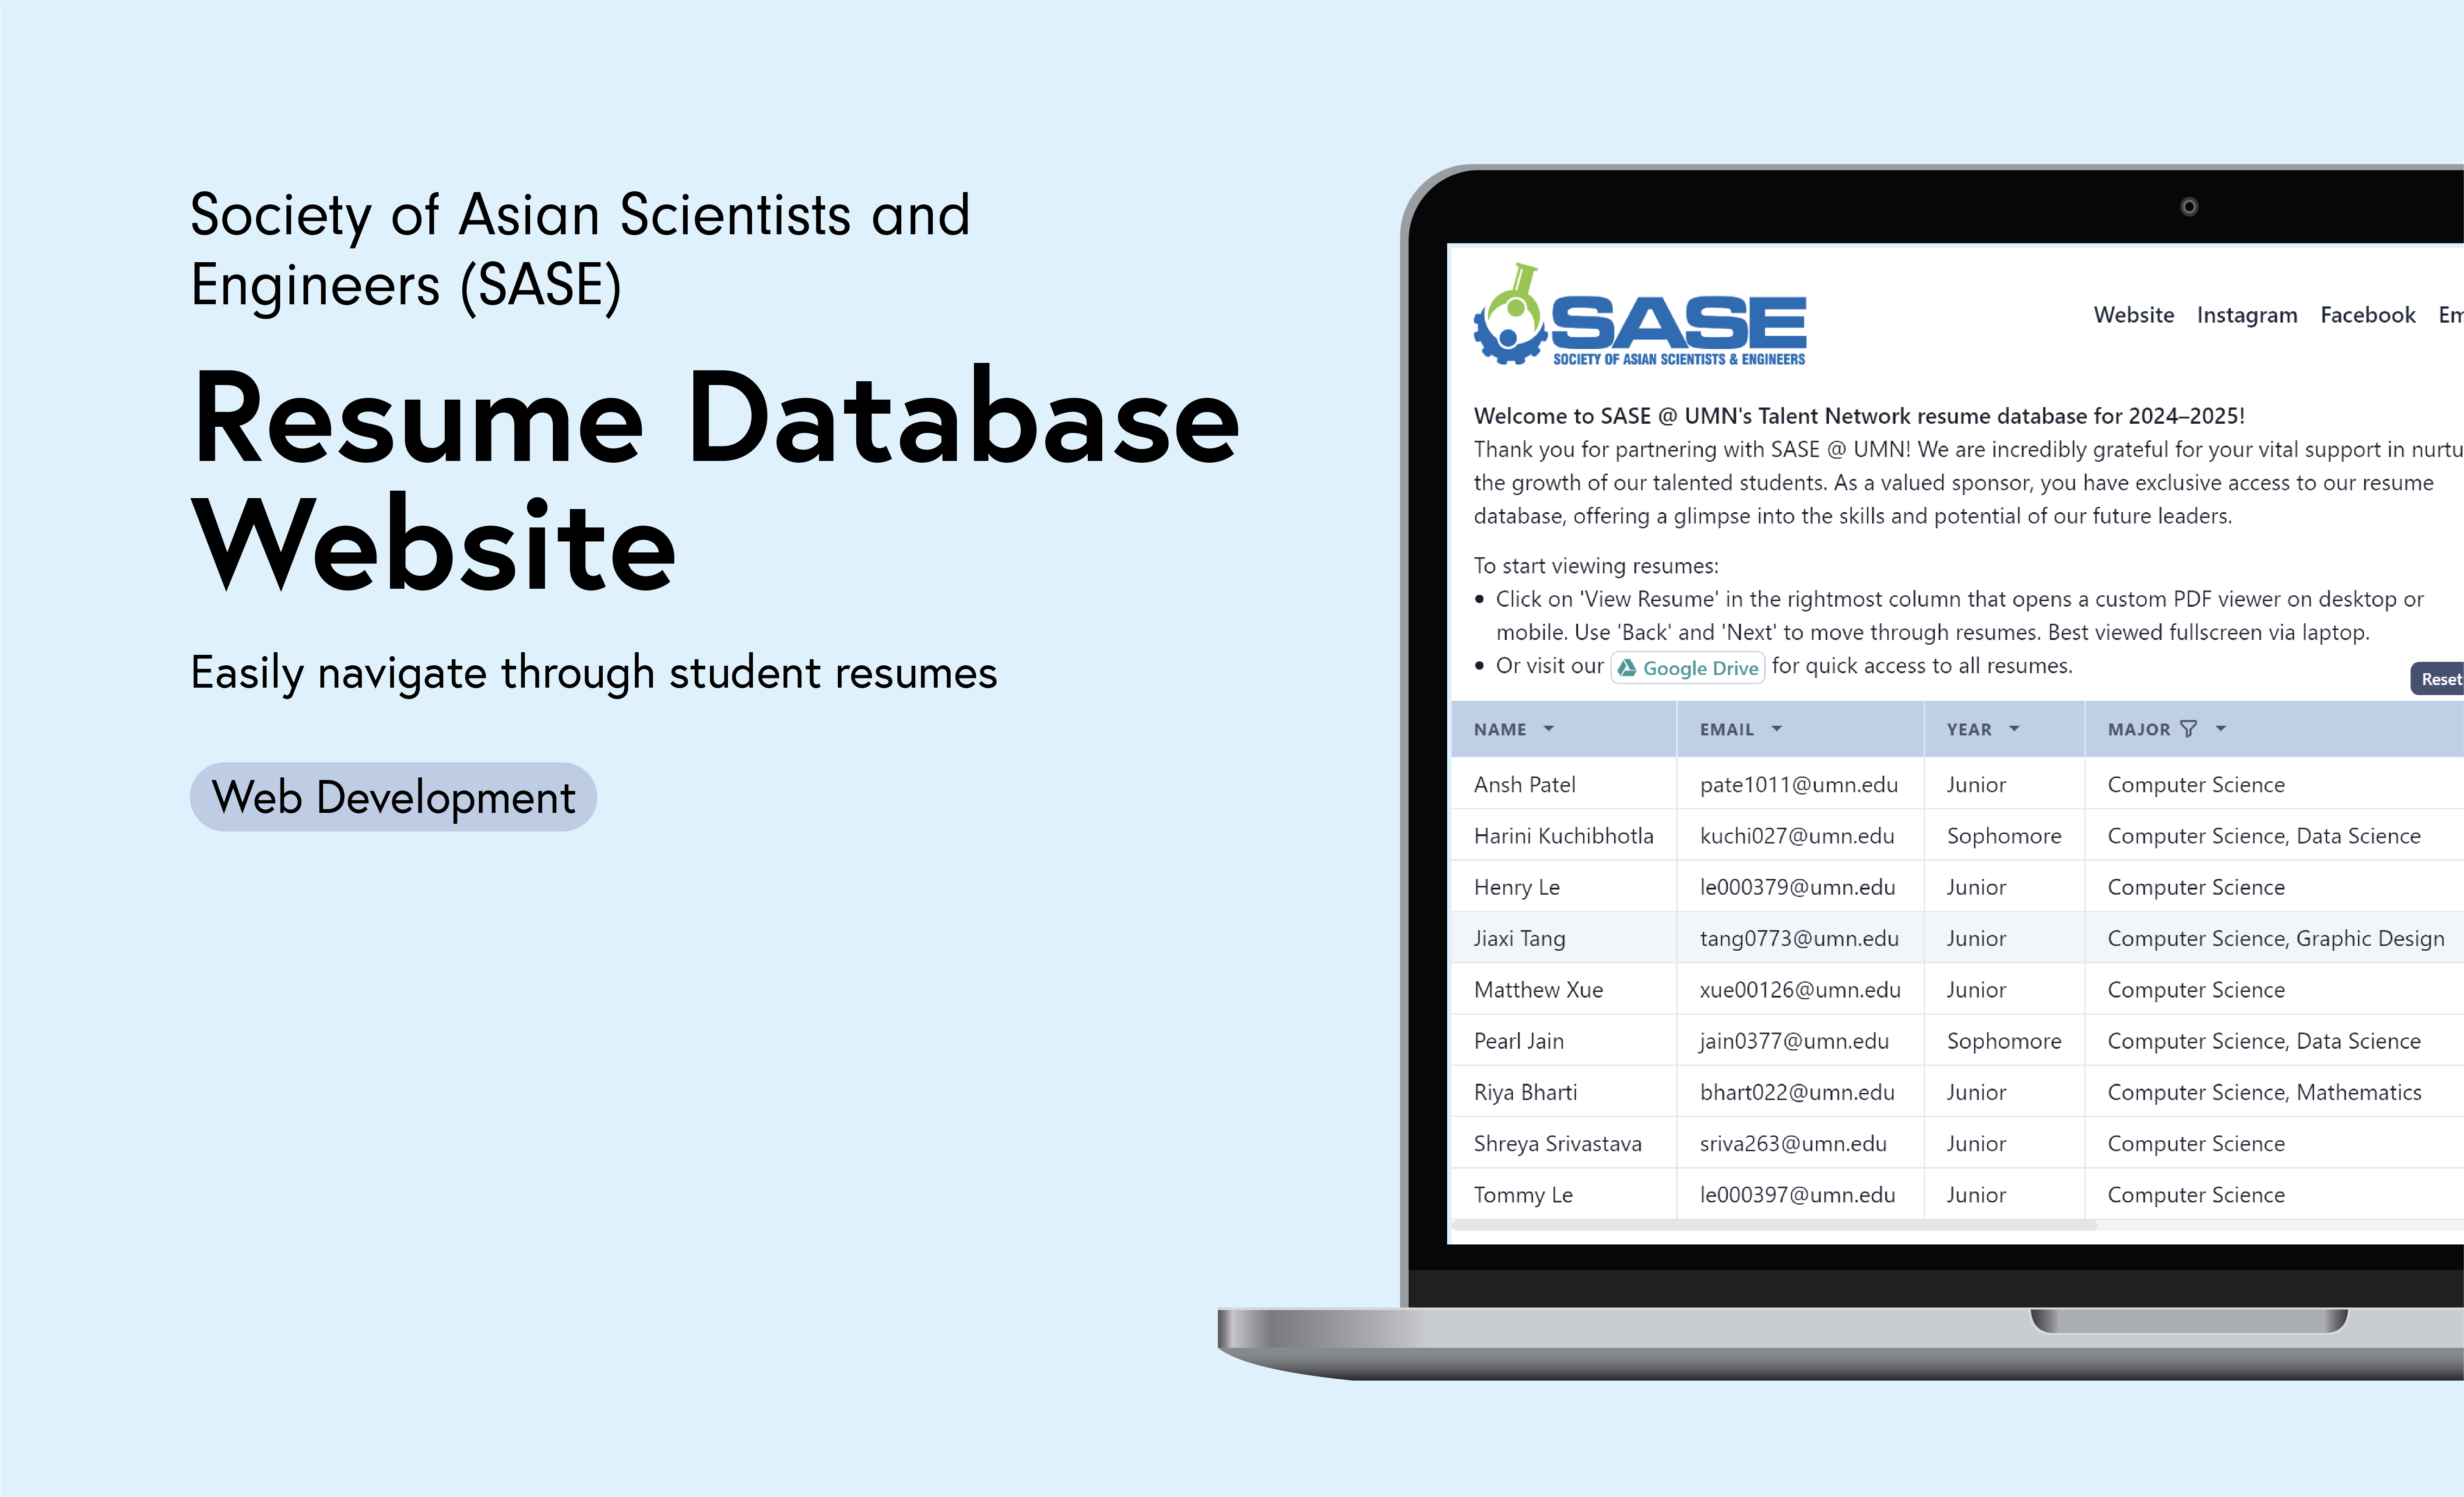 Society of Asian Scientists and
Engineers (SASE)
Resume Database
Website
Easily navigate through student resumes
Web Development
SASE
SOCIETY OF ASIAN SCIENTISTS & ENGINEERS
Website Instagram Facebook Em
Welcome to SASE @ UMN's Talent Network resume database for 2024–2025!
Thank you for partnering with SASE @ UMN! We are incredibly grateful for your vital support in nurtu
the growth of our talented students. As a valued sponsor, you have exclusive access to our resume
database, offering a glimpse into the skills and potential of our future leaders.
To start viewing resumes:
• Click on 'View Resume' in the rightmost column that opens a custom PDF viewer on desktop or
mobile. Use 'Back' and 'Next' to move through resumes. Best viewed fullscreen via laptop.
• Or visit our Google Drive for quick access to all resumes.
Reset
NAME EMAIL YEAR MAJOR
Ansh Patel pate1011@umn.edu Junior Computer Science
Harini Kuchibhotla kuchi027@umn.edu Sophomore Computer Science, Data Science
Henry Le le000379@umn.edu Junior Computer Science
Jiaxi Tang tang0773@umn.edu Junior Computer Science, Graphic Design
Matthew Xue xue00126@umn.edu Junior Computer Science
Pearl Jain jain0377@umn.edu Sophomore Computer Science, Data Science
Riya Bharti bhart022@umn.edu Junior Computer Science, Mathematics
Shreya Srivastava sriva263@umn.edu Junior Computer Science
Tommy Le le000397@umn.edu Junior Computer Science